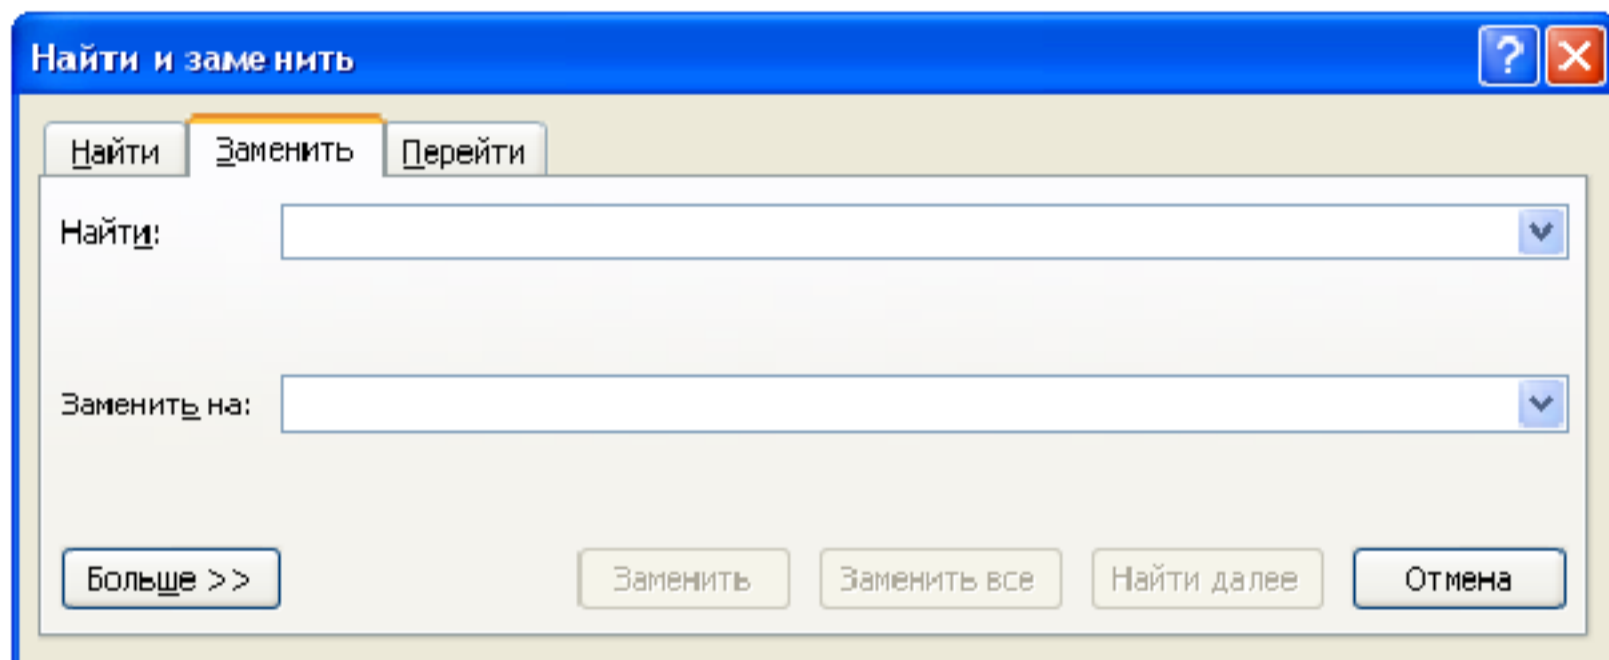 Найти и заменить
?
Найти Заменить Перейти
Найти:
Заменить на:
Больше >> Заменить Заменить все Найти далее Отмена